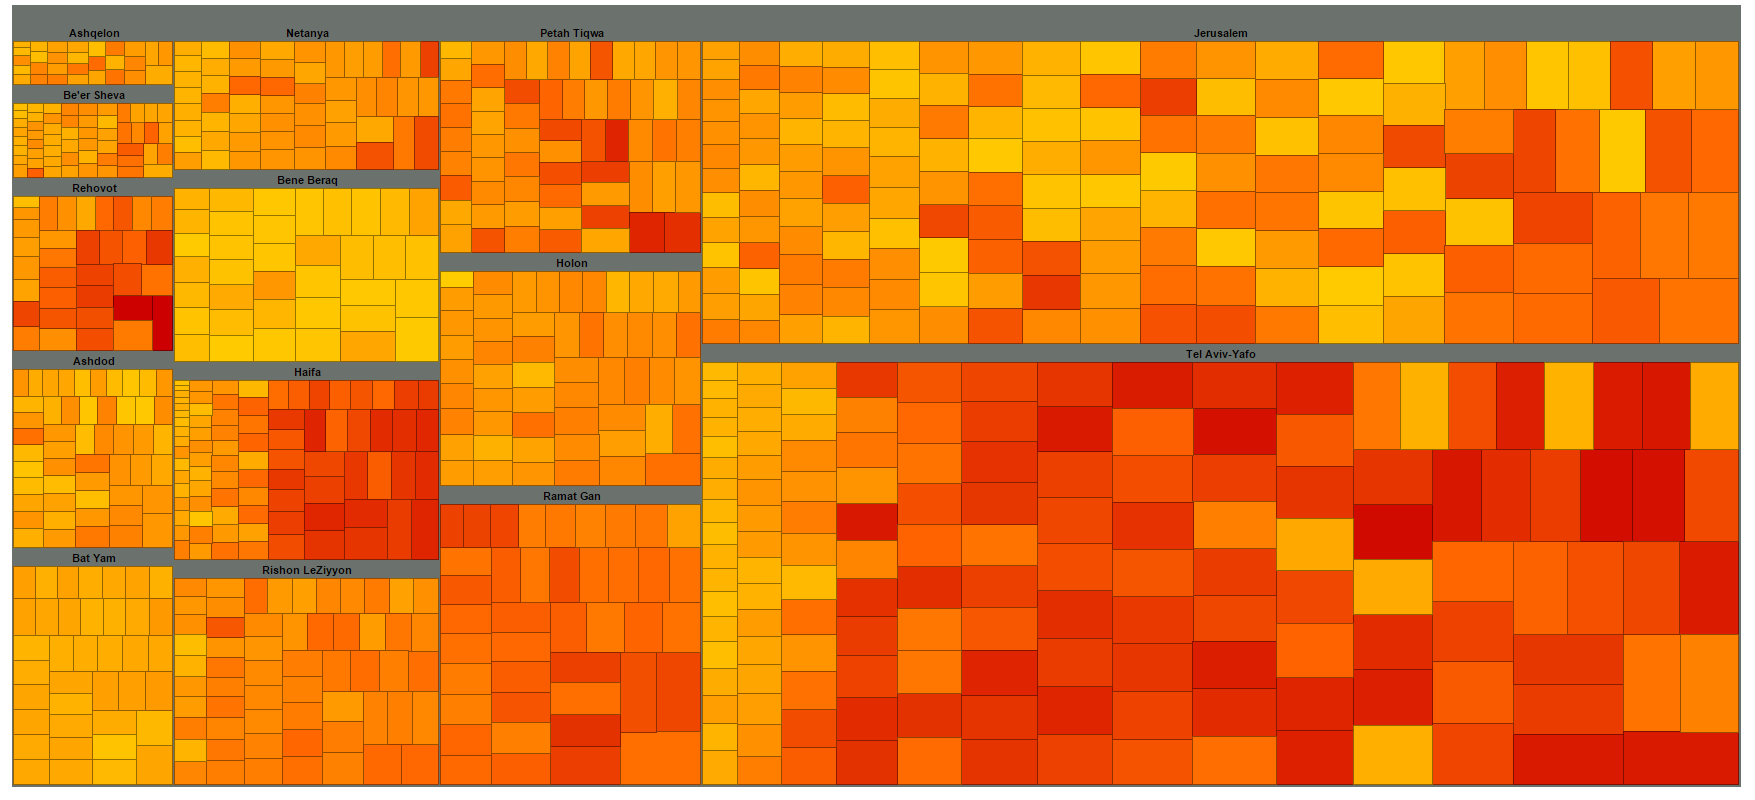 Ashqelon
Netanya
Petah Tiqwa
Jerusalem
Be'er Sheva
Bene Beraq
Rehovot
Holon
Tel Aviv-Yafo
Ashdod
Haifa
Ramat Gan
Bat Yam
Rishon LeZiyyon